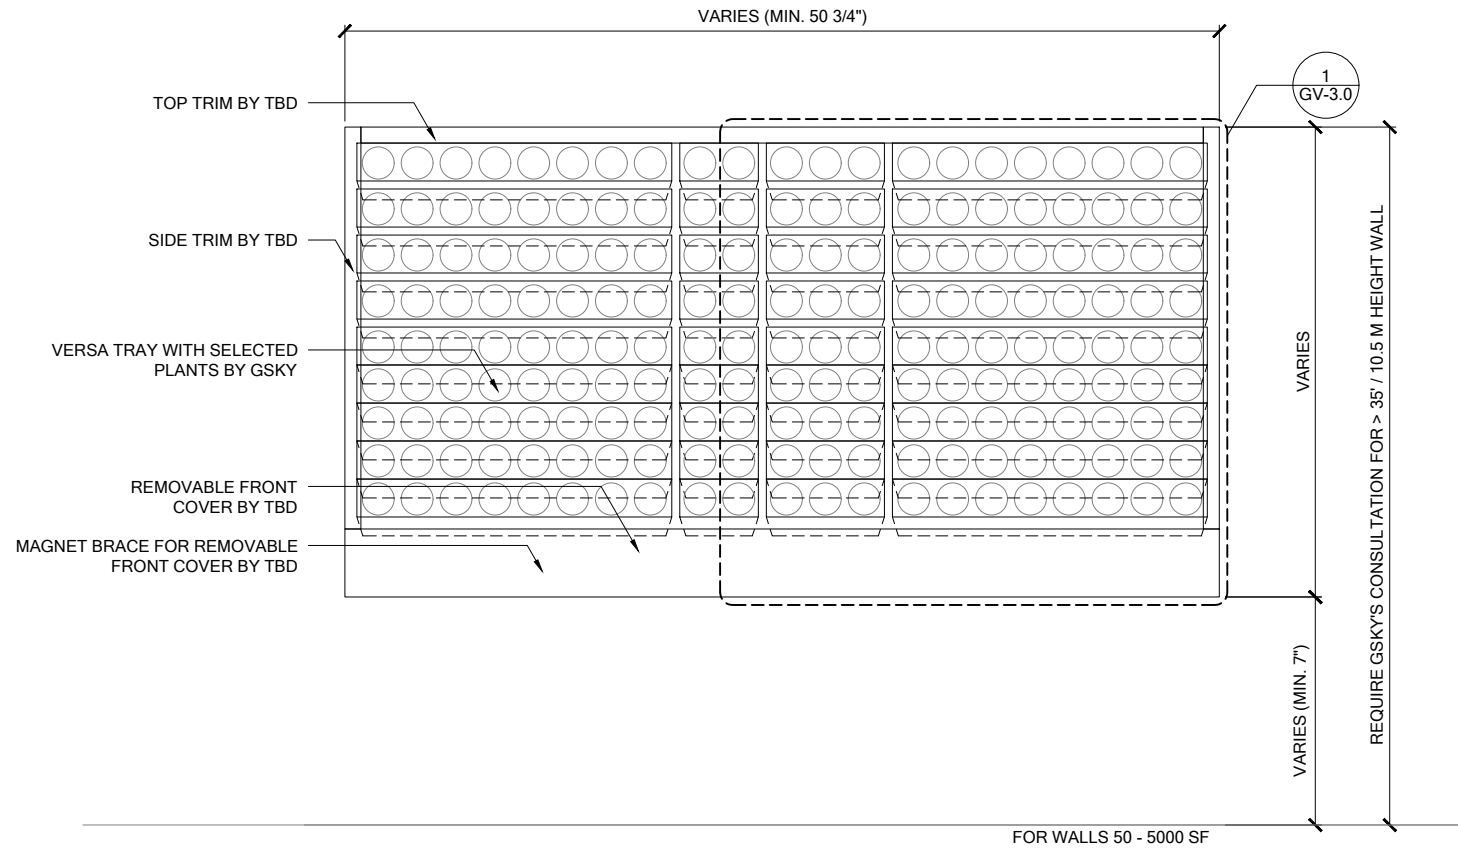 VARIES (MIN. 50 3/4")
1
GV-3.0
TOP TRIM BY TBD
SIDE TRIM BY TBD
VERSA TRAY WITH SELECTED
PLANTS BY GSKY
REMOVABLE FRONT
COVER BY TBD
MAGNET BRACE FOR REMOVABLE
FRONT COVER BY TBD
VARIES
VARIES (MIN. 7")
REQUIRE GSKY'S CONSULTATION FOR > 35' / 10.5 M HEIGHT WALL
FOR WALLS 50 - 5000 SF